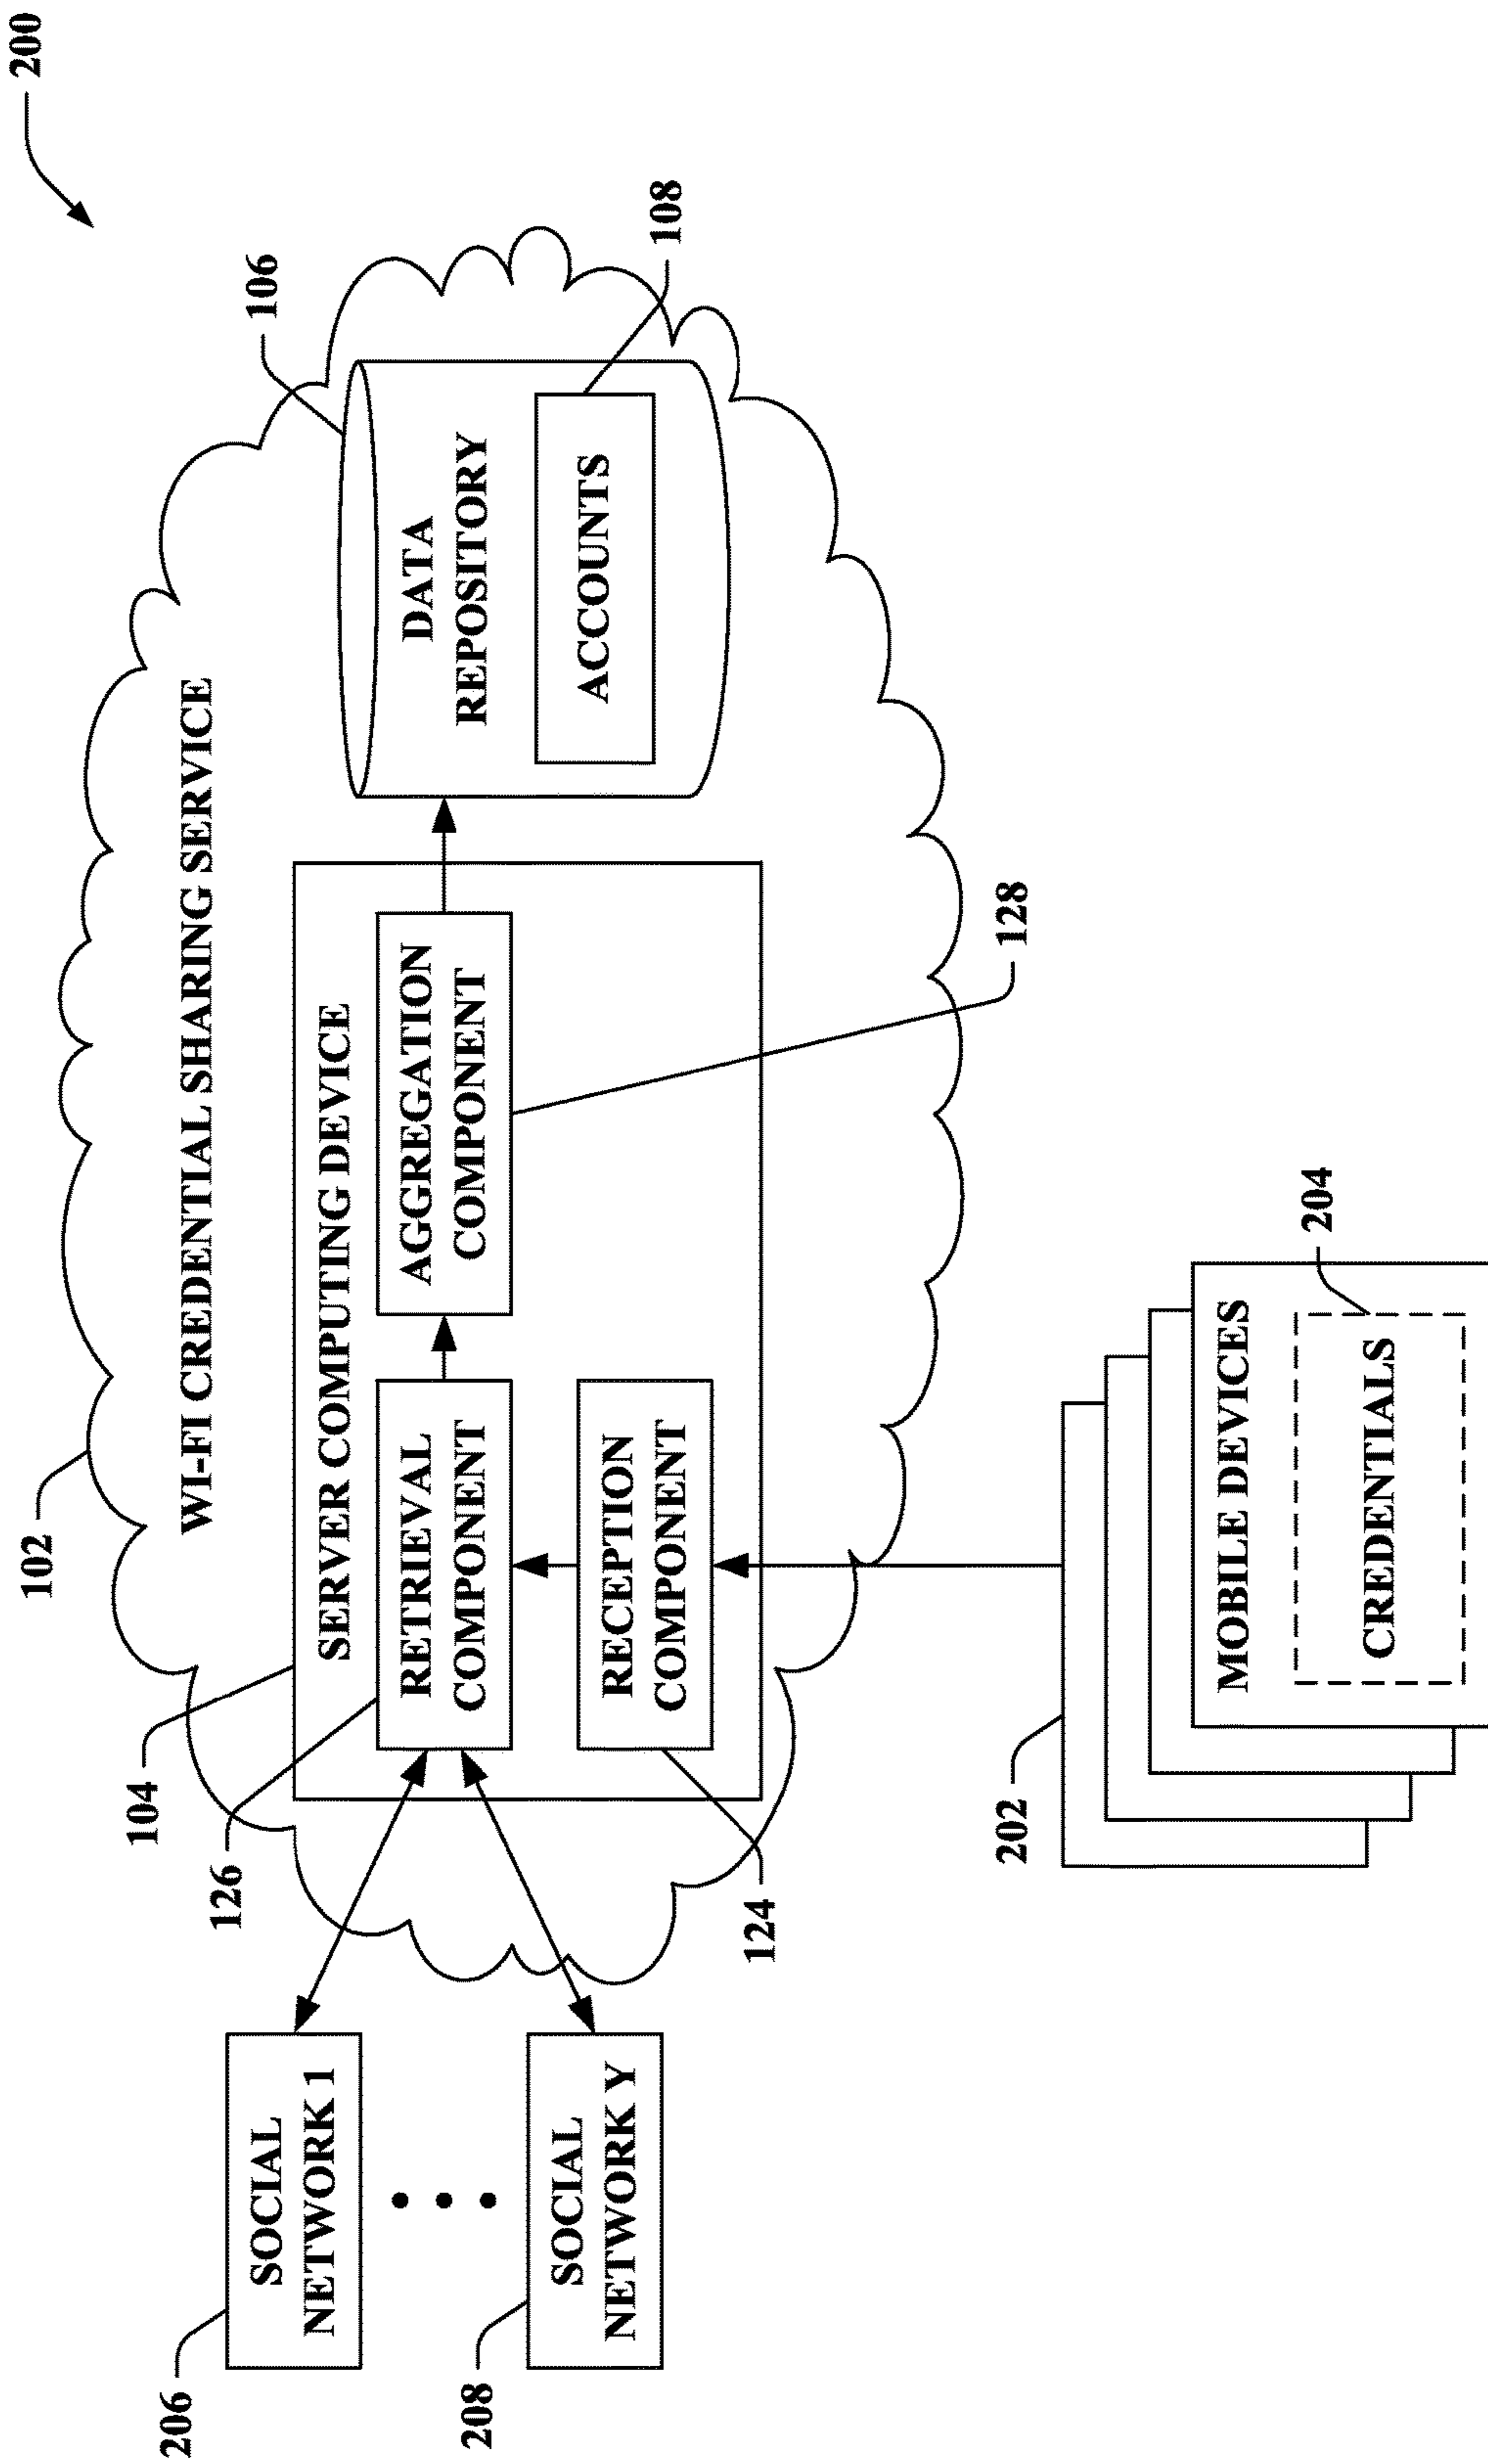 200
102
WI-FI CREDENTIAL SHARING SERVICE
104
SERVER COMPUTING DEVICE
106
206
SOCIAL
NETWORK 1
126
RETRIEVAL
COMPONENT
AGGREGATION
COMPONENT
DATA
REPOSITORY
208
SOCIAL
NETWORK Y
RECEPTION
COMPONENT
ACCOUNTS
108
124
128
202
MOBILE DEVICES
204
CREDENTIALS